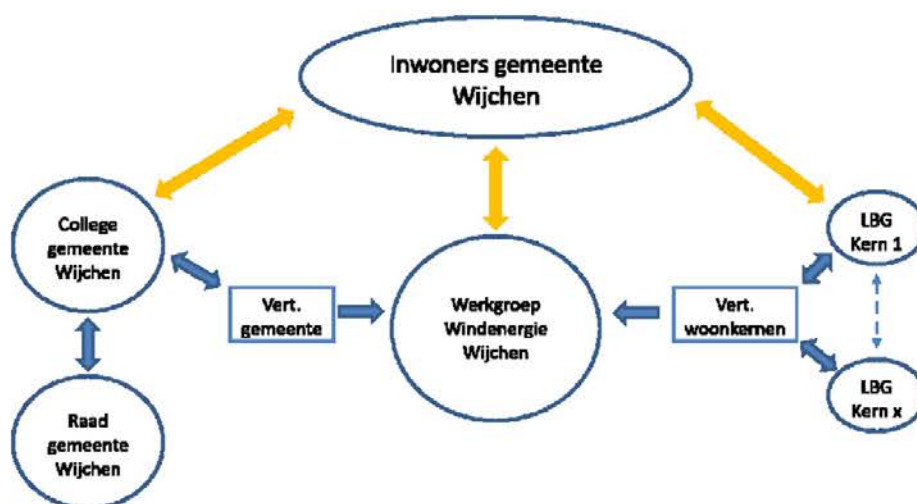 Inwoners gemeente
Wijchen
College
gemeente
Wijchen
LBG
Kern 1
Vert.
gemeente
Werkgroep
Windenergie
Wijchen
Vert.
woonkernen
LBG
Kern x
Raad
gemeente
Wijchen